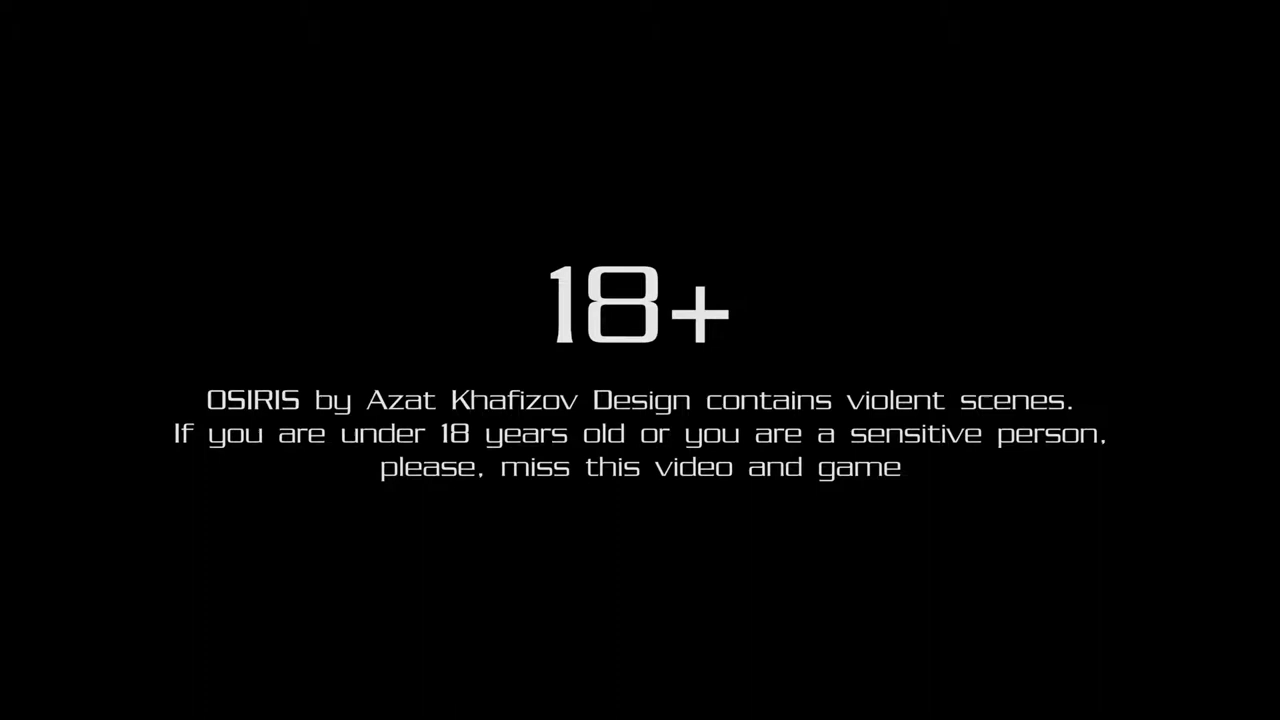 18+
OSIRIS by Azat Khafizov Design contains violent scenes.
If you are under 18 years old or you are a sensitive person,
please, miss this video and game